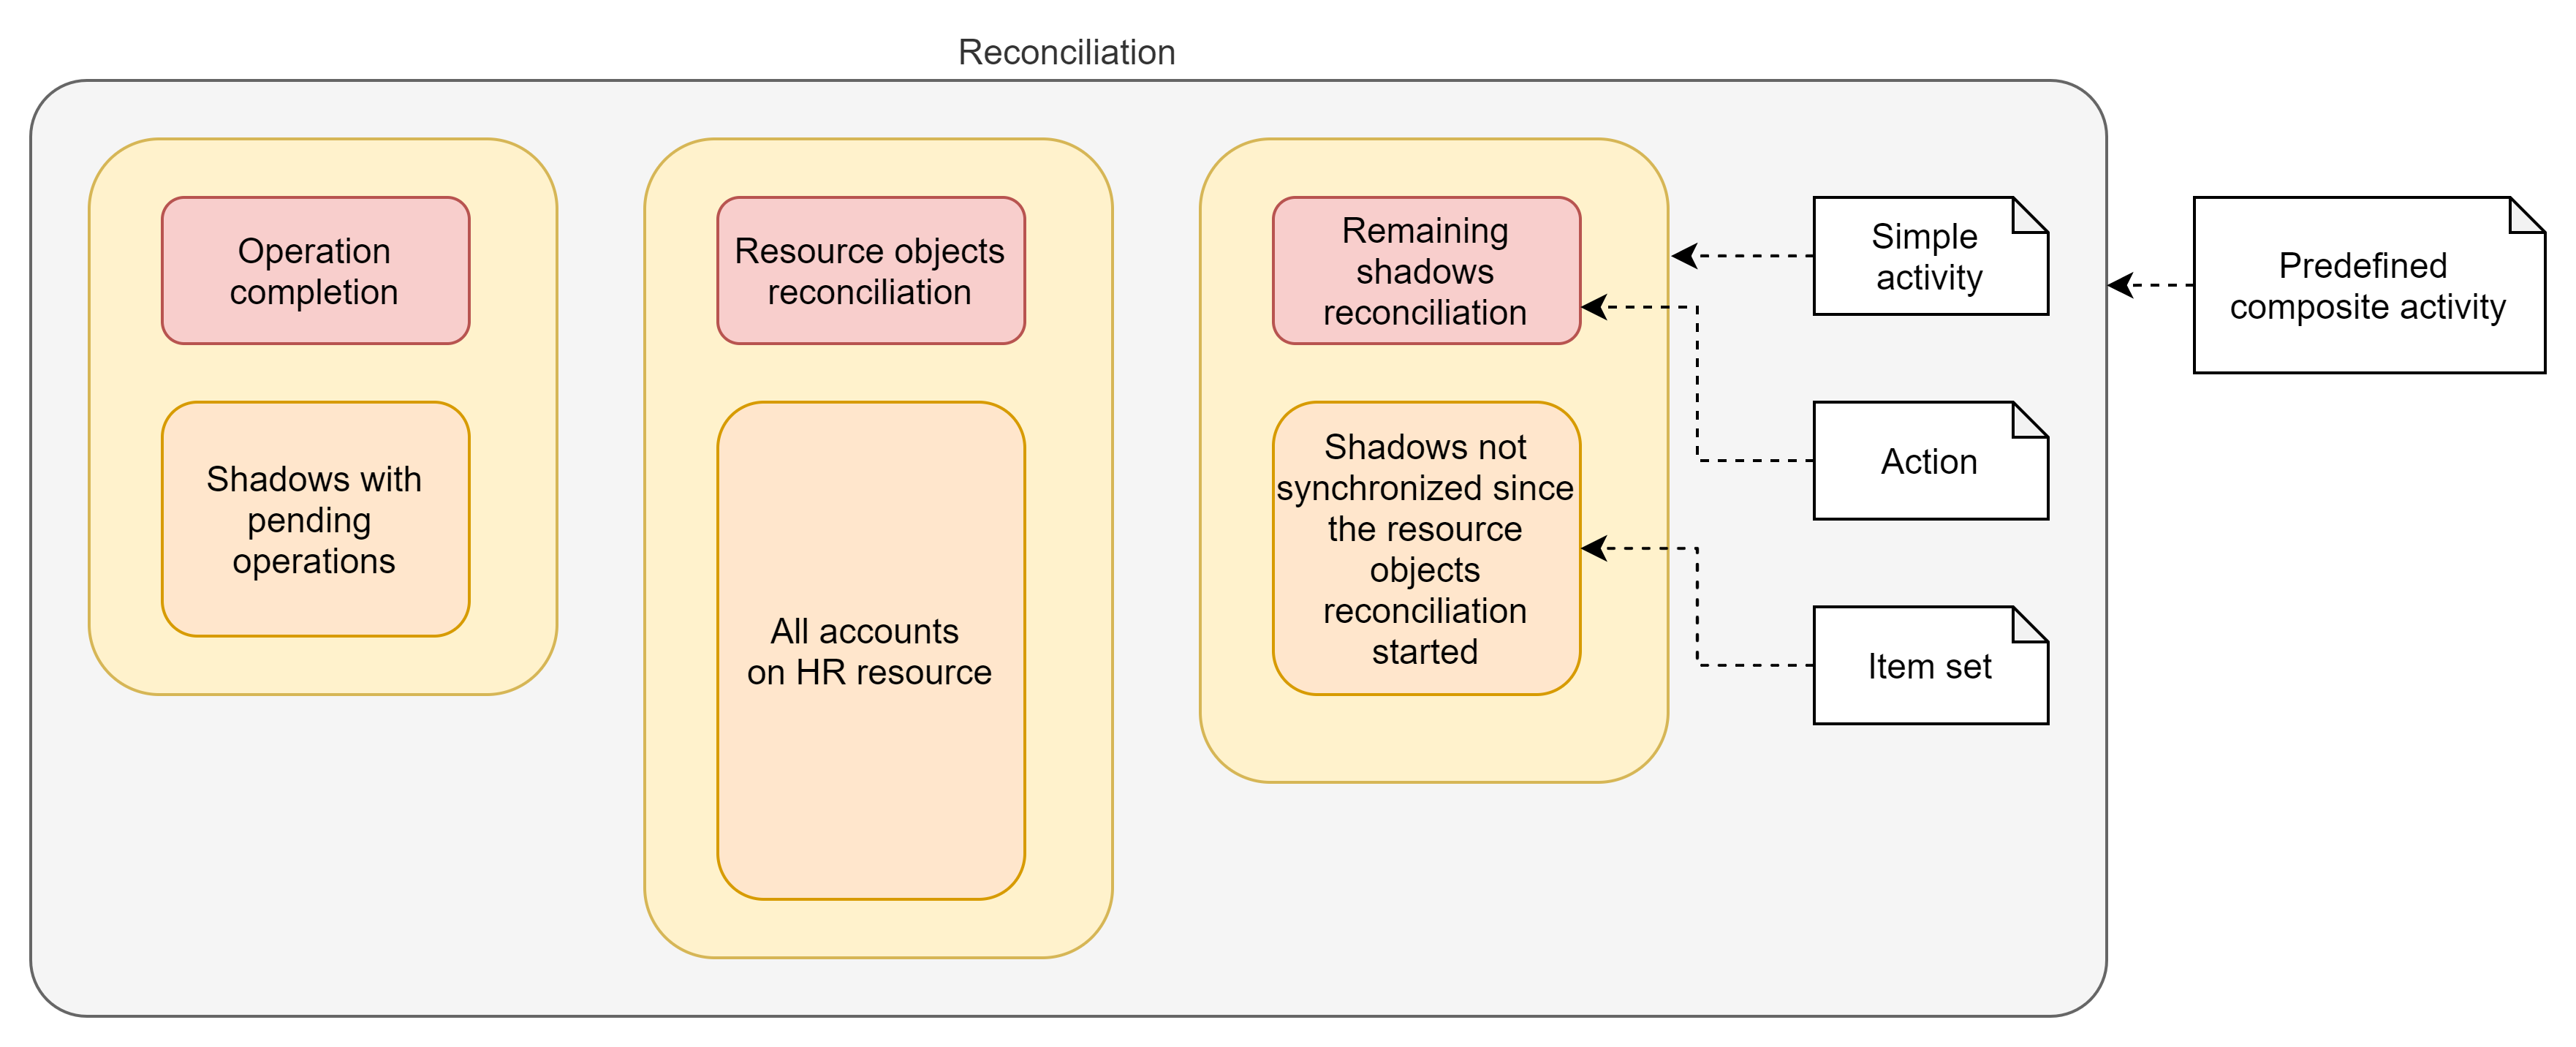 Reconciliation
Operation
completion
Shadows with
pending
operations
Resource objects
reconciliation
All accounts
on HR resource
Remaining
shadows
reconciliation
Shadows not
synchronized since
the resource
objects
reconciliation
started
Simple
activity
Action
Item set
Predefined
composite activity